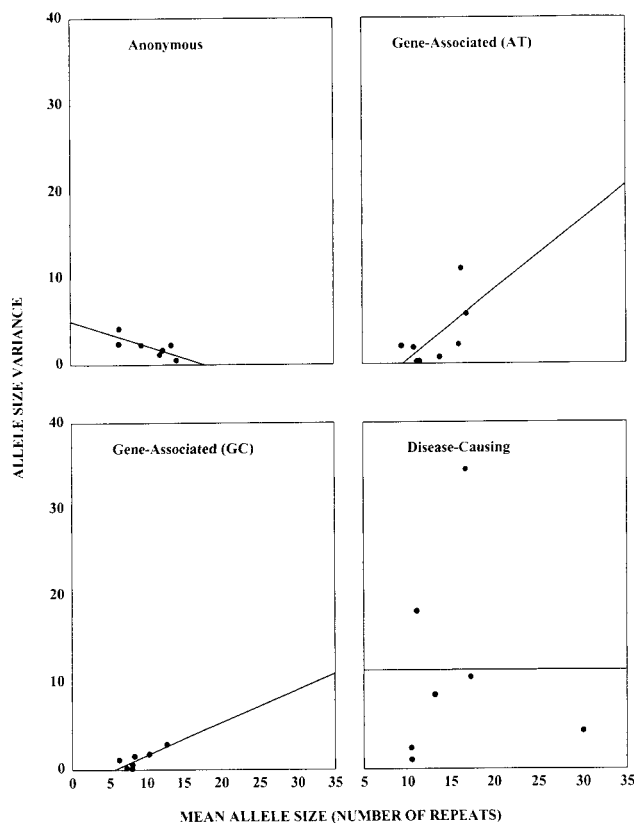 Anonymous
Gene-Associated (AT)
40
30
20
10
0
ALLELE SIZE VARIANCE
Gene-Associated (GC)
Disease-Causing
40
30
20
10
0
0 5 10 15 20 25 30 35
5 10 15 20 25 30 35
MEAN ALLELE SIZE (NUMBER OF REPEATS)